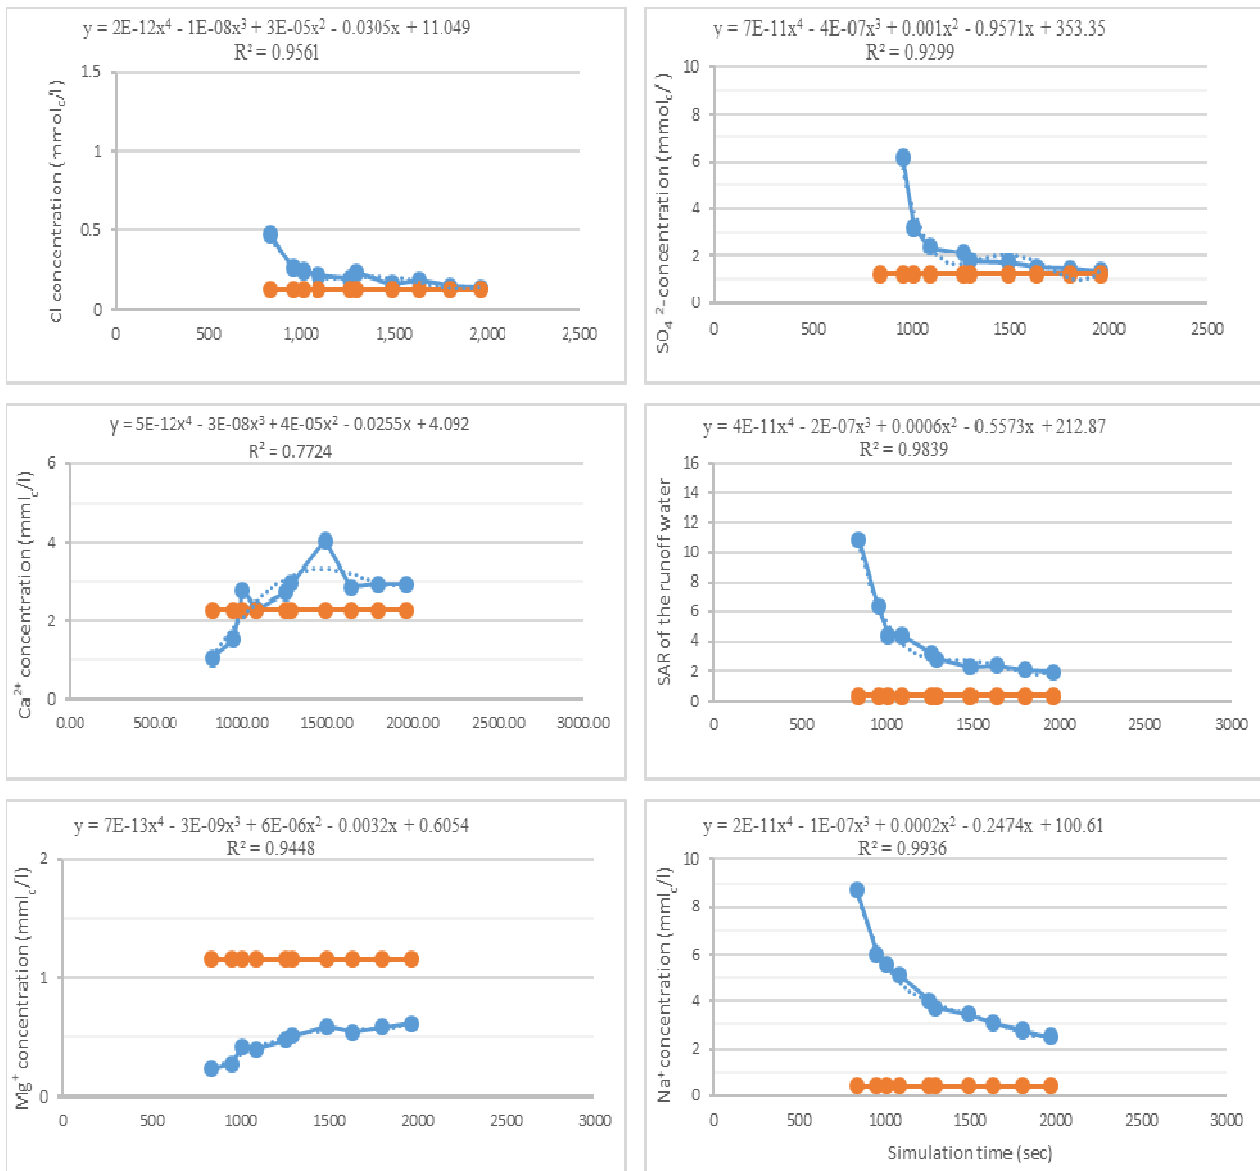 y = 2E-12x⁴ - 1E-08x³ + 3E-05x² - 0.0305x + 11.049
R² = 0.9561
Cl concentration (mmol_c/l)
1.5
1
0.5
0
0 500 1,000 1,500 2,000 2,500
y = 7E-11x⁴ - 4E-07x³ + 0.001x² - 0.9571x + 353.35
R² = 0.9299
SO₄ ²-concentration (mmol_c/)
10
8
6
4
2
0
0 500 1000 1500 2000 2500
y = 5E-12x⁴ - 3E-08x³ + 4E-05x² - 0.0255x + 4.092
R² = 0.7724
Ca²⁺ concentration (mml_c/l)
6
4
2
0
0.00 500.00 1000.00 1500.00 2000.00 2500.00 3000.00
y = 4E-11x⁴ - 2E-07x³ + 0.0006x² - 0.5573x + 212.87
R² = 0.9839
SAR of the runoff water
16
14
12
10
8
6
4
2
0
0 500 1000 1500 2000 2500 3000
y = 7E-13x⁴ - 3E-09x³ + 6E-06x² - 0.0032x + 0.6054
R² = 0.9448
Mg⁺ concentration (mml_c/l)
2
1
0
0 500 1000 1500 2000 2500 3000
y = 2E-11x⁴ - 1E-07x³ + 0.0002x² - 0.2474x + 100.61
R² = 0.9936
Na⁺ concentration (mml_c/l)
10
8
6
4
2
0
0 500 1000 1500 2000 2500 3000
Simulation time (sec)